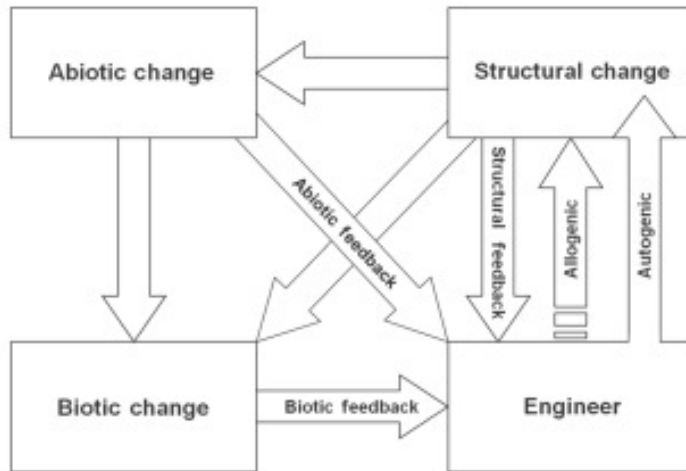 Abiotic change
Structural change
Abiotic feedback
Structural feedback
Allogenic
Autogenic
Biotic change
Biotic feedback
Engineer